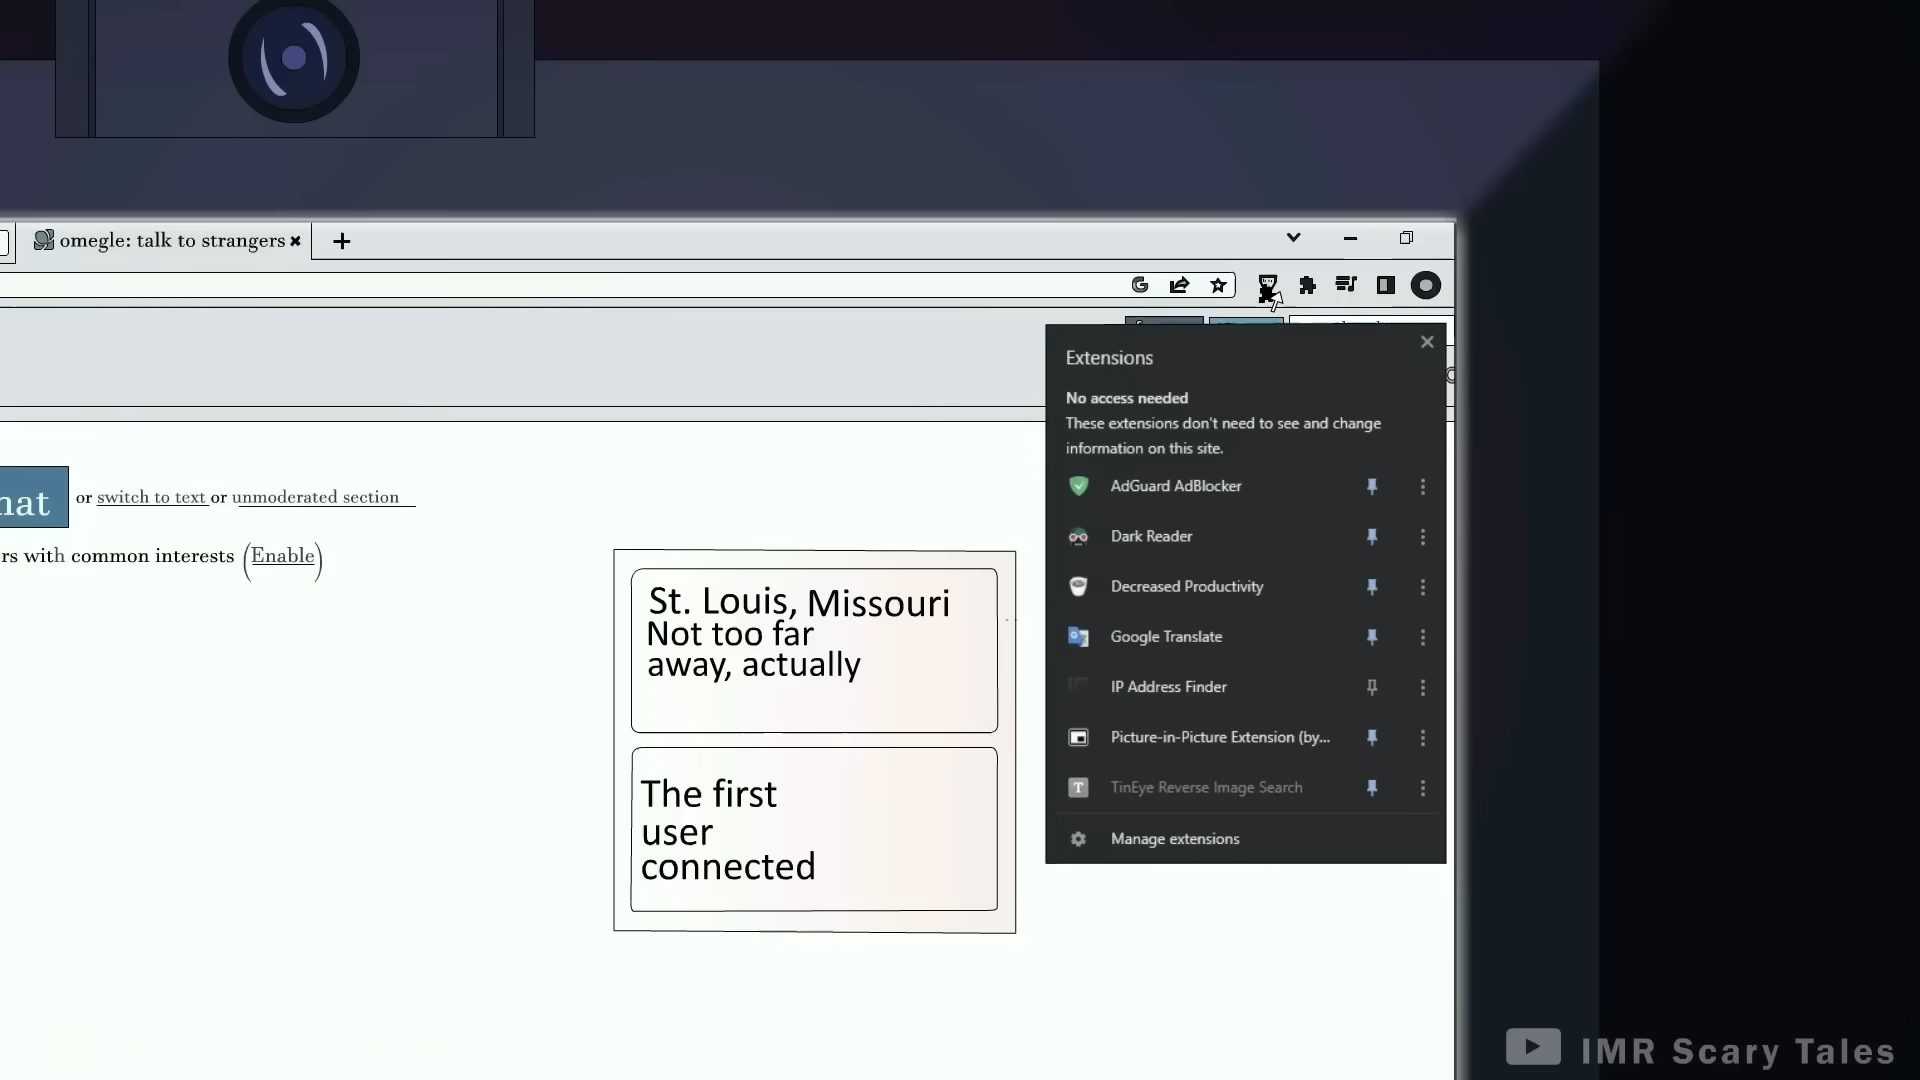 omegle: talk to strangers
Extensions
No access needed
These extensions don't need to see and change
information on this site.
AdGuard AdBlocker
Dark Reader
Decreased Productivity
Google Translate
IP Address Finder
Picture-in-Picture Extension (by...
TinEye Reverse Image Search
Manage extensions
hat or switch to text or unmoderated section
rs with common interests (Enable)
St. Louis, Missouri
Not too far
away, actually
The first
user
connected
IMR Scary Tales